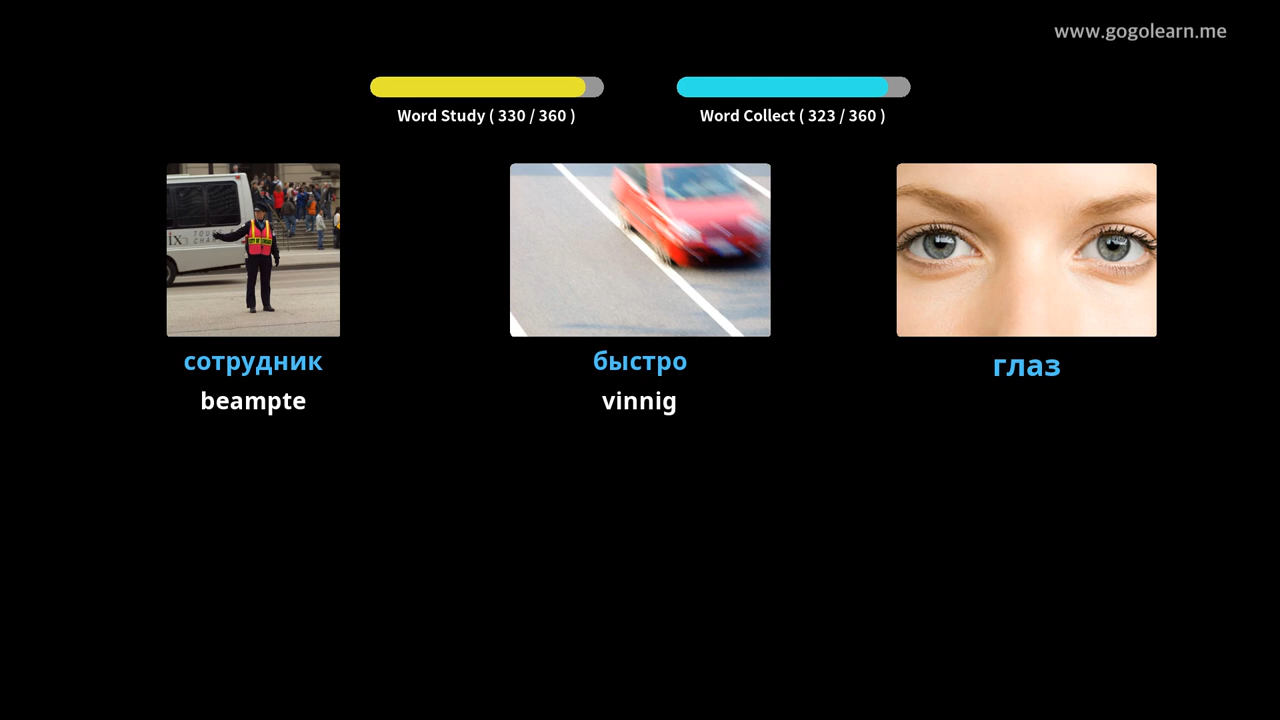 www.gogolearn.me
Word Study ( 330 / 360 )
Word Collect ( 323 / 360 )
сотрудник
быстро
глаз
beampte
vinnig